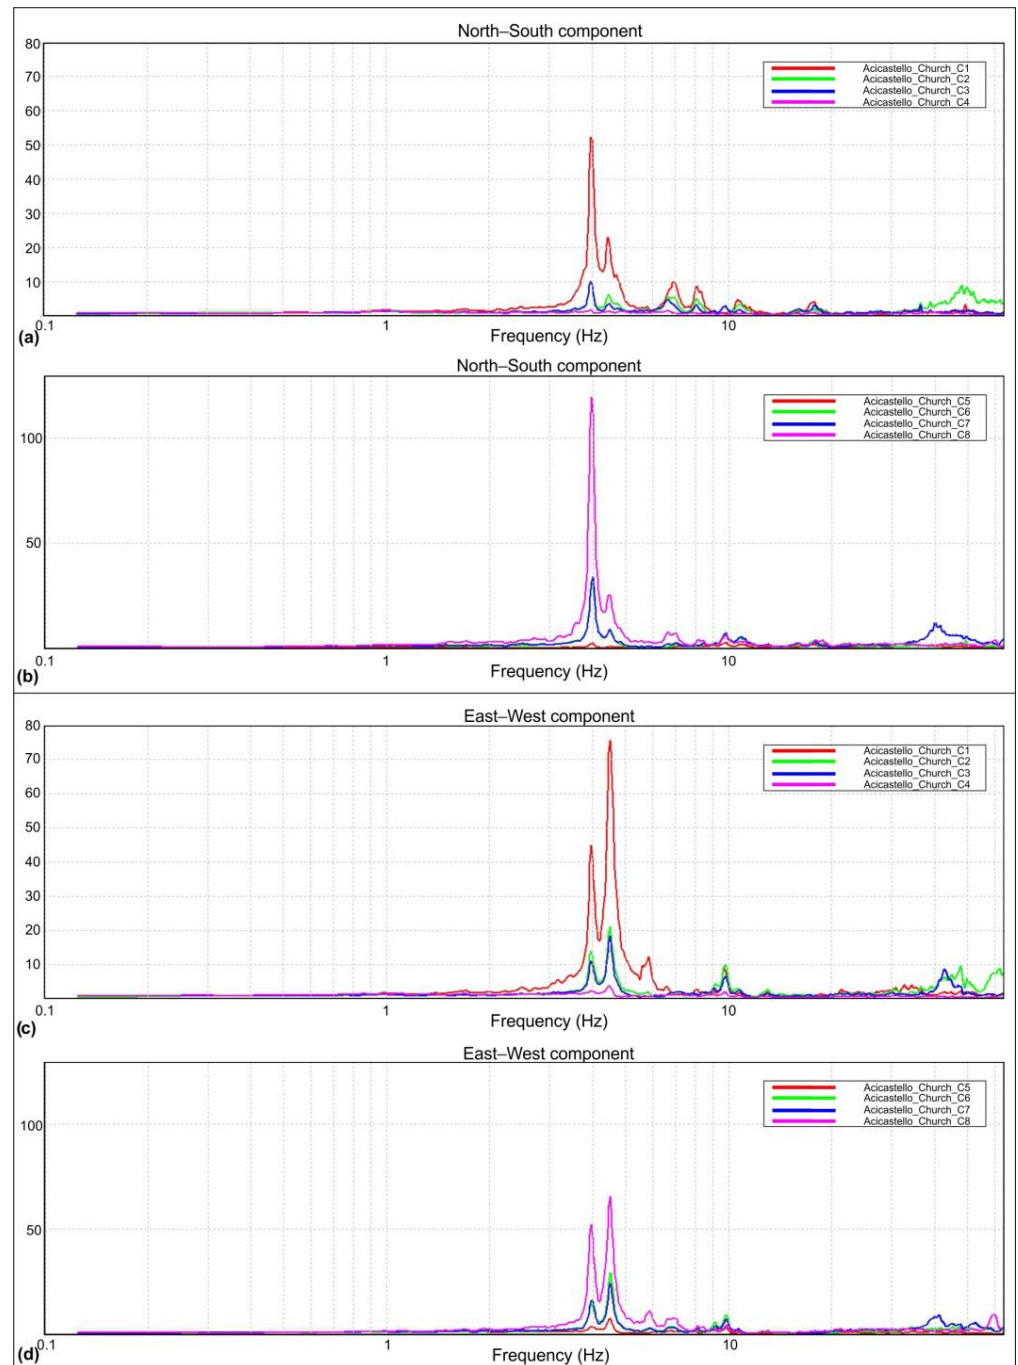 North–South component
80
70
60
50
40
30
20
10
Acicastello_Church_C1
Acicastello_Church_C2
Acicastello_Church_C3
Acicastello_Church_C4
0.1
1
10
(a)
Frequency (Hz)
North–South component
100
50
Acicastello_Church_C5
Acicastello_Church_C6
Acicastello_Church_C7
Acicastello_Church_C8
0.1
1
10
(b)
Frequency (Hz)
East–West component
80
70
60
50
40
30
20
10
Acicastello_Church_C1
Acicastello_Church_C2
Acicastello_Church_C3
Acicastello_Church_C4
0.1
1
10
(c)
Frequency (Hz)
East–West component
100
50
Acicastello_Church_C5
Acicastello_Church_C6
Acicastello_Church_C7
Acicastello_Church_C8
0.1
1
10
(d)
Frequency (Hz)